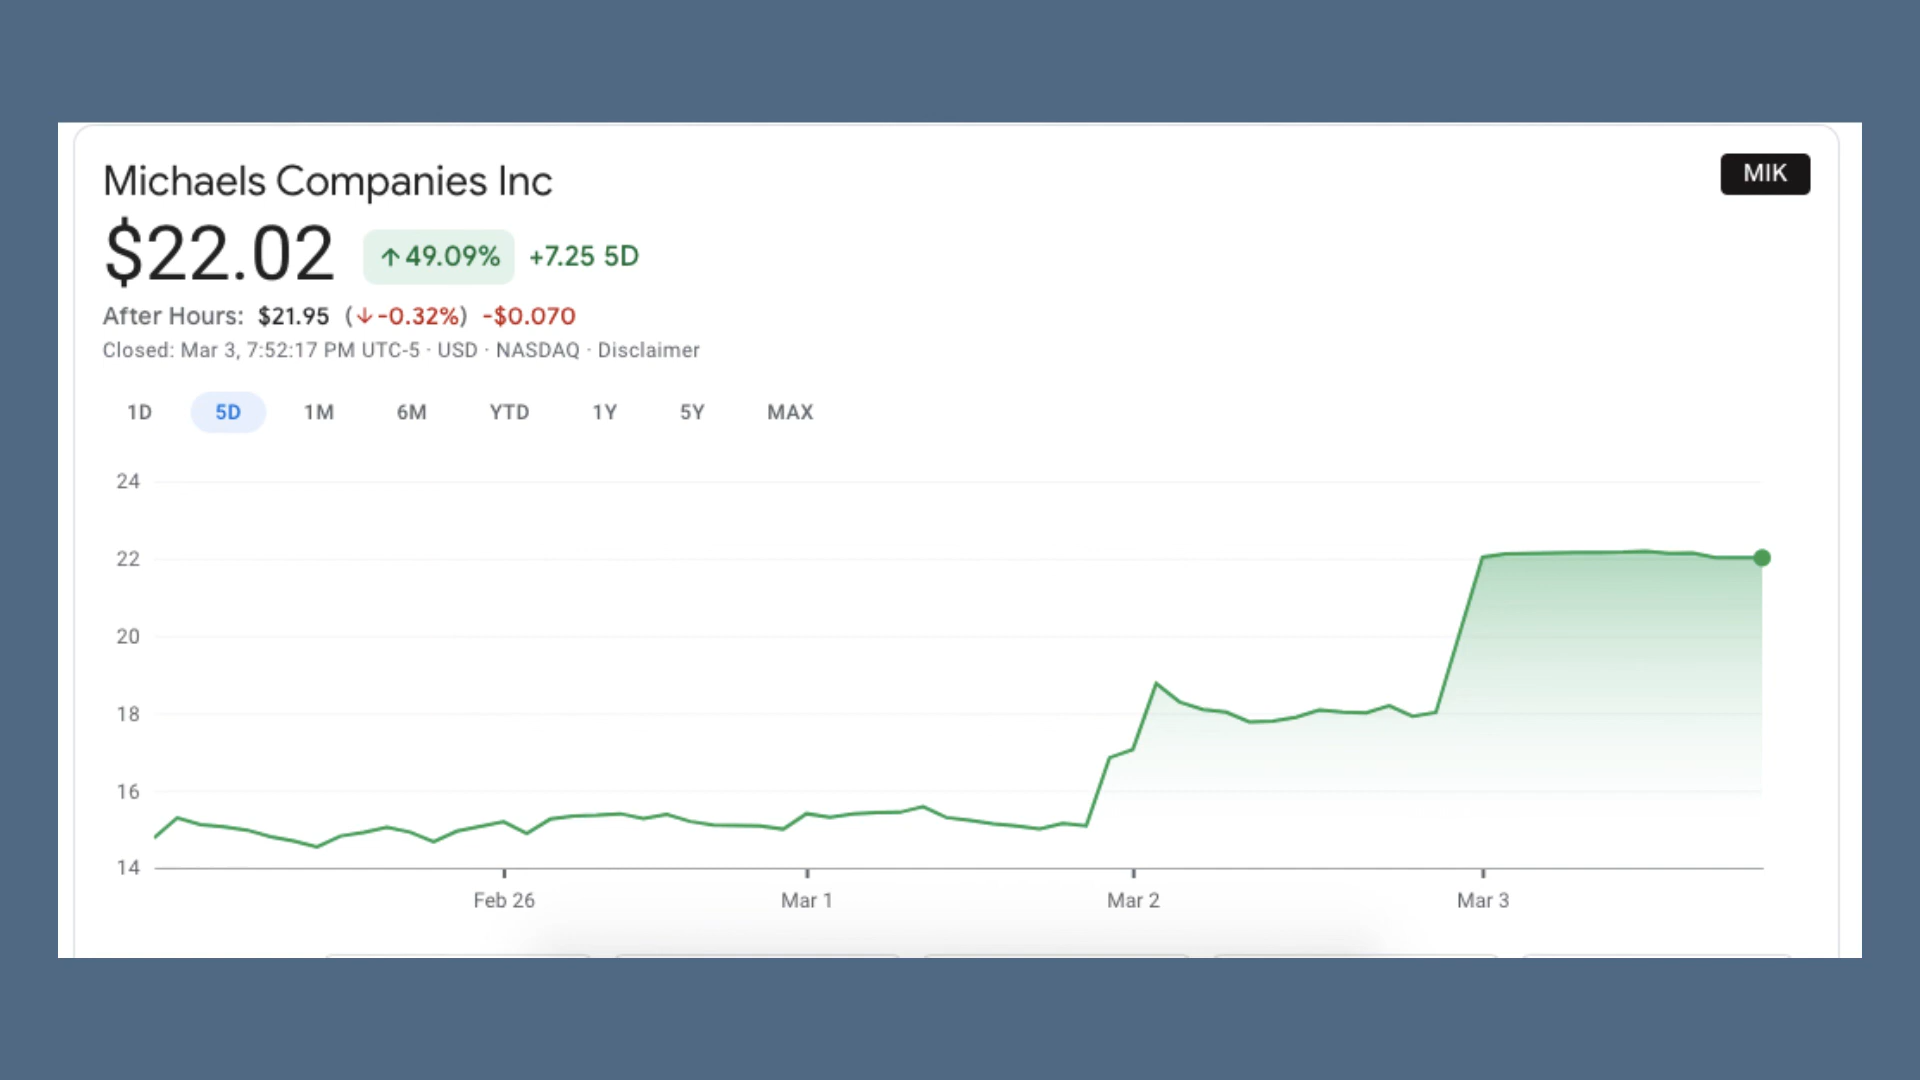 Michaels Companies Inc
MIK
$22.02 ↑49.09% +7.25 5D
After Hours: $21.95 (↓-0.32%) -$0.070
Closed: Mar 3, 7:52:17 PM UTC-5 · USD · NASDAQ · Disclaimer
1D 5D 1M 6M YTD 1Y 5Y MAX
24
22
20
18
16
14
Feb 26 Mar 1 Mar 2 Mar 3